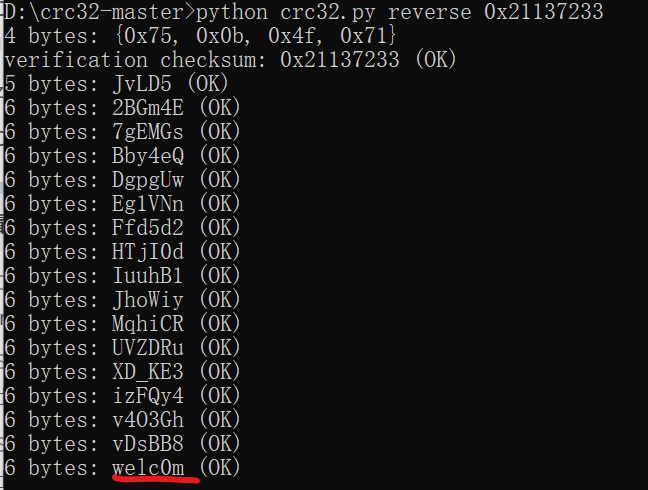 D:\crc32-master>python crc32.py reverse 0x21137233
4 bytes: {0x75, 0x0b, 0x4f, 0x71}
verification checksum: 0x21137233 (OK)
5 bytes: JvLD5 (OK)
6 bytes: 2BGm4E (OK)
6 bytes: 7gEMGs (OK)
6 bytes: Bby4eQ (OK)
6 bytes: DgpgUw (OK)
6 bytes: Eg1VNn (OK)
6 bytes: Ffd5d2 (OK)
6 bytes: HTjI0d (OK)
6 bytes: IuuhB1 (OK)
6 bytes: JhoWiy (OK)
6 bytes: MqhiCR (OK)
6 bytes: UVZDRu (OK)
6 bytes: XD_KE3 (OK)
6 bytes: izFQy4 (OK)
6 bytes: v4O3Gh (OK)
6 bytes: vDsBB8 (OK)
6 bytes: welc0m (OK)